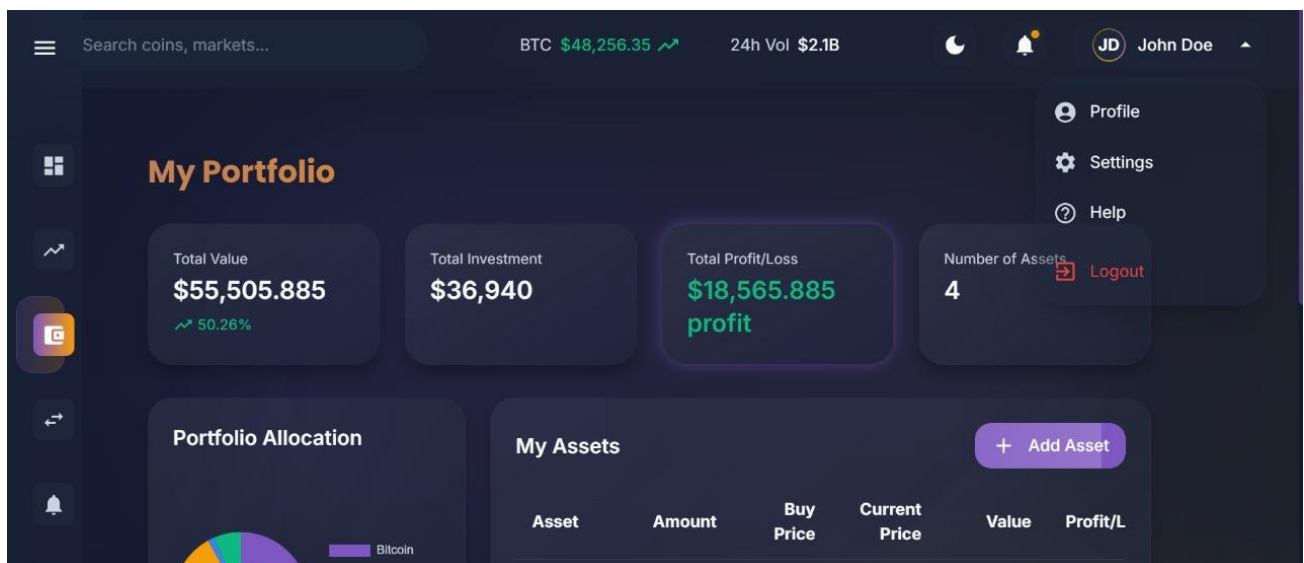 Search coins, markets...
BTC $48,256.35
24h Vol $2.1B
JD John Doe
Profile
Settings
Help
Logout
My Portfolio
Total Value
$55,505.885
50.26%
Total Investment
$36,940
Total Profit/Loss
$18,565.885
profit
Number of Assets
4
Portfolio Allocation
Bitcoin
My Assets
+ Add Asset
Asset Amount Buy Price Current Price Value Profit/L